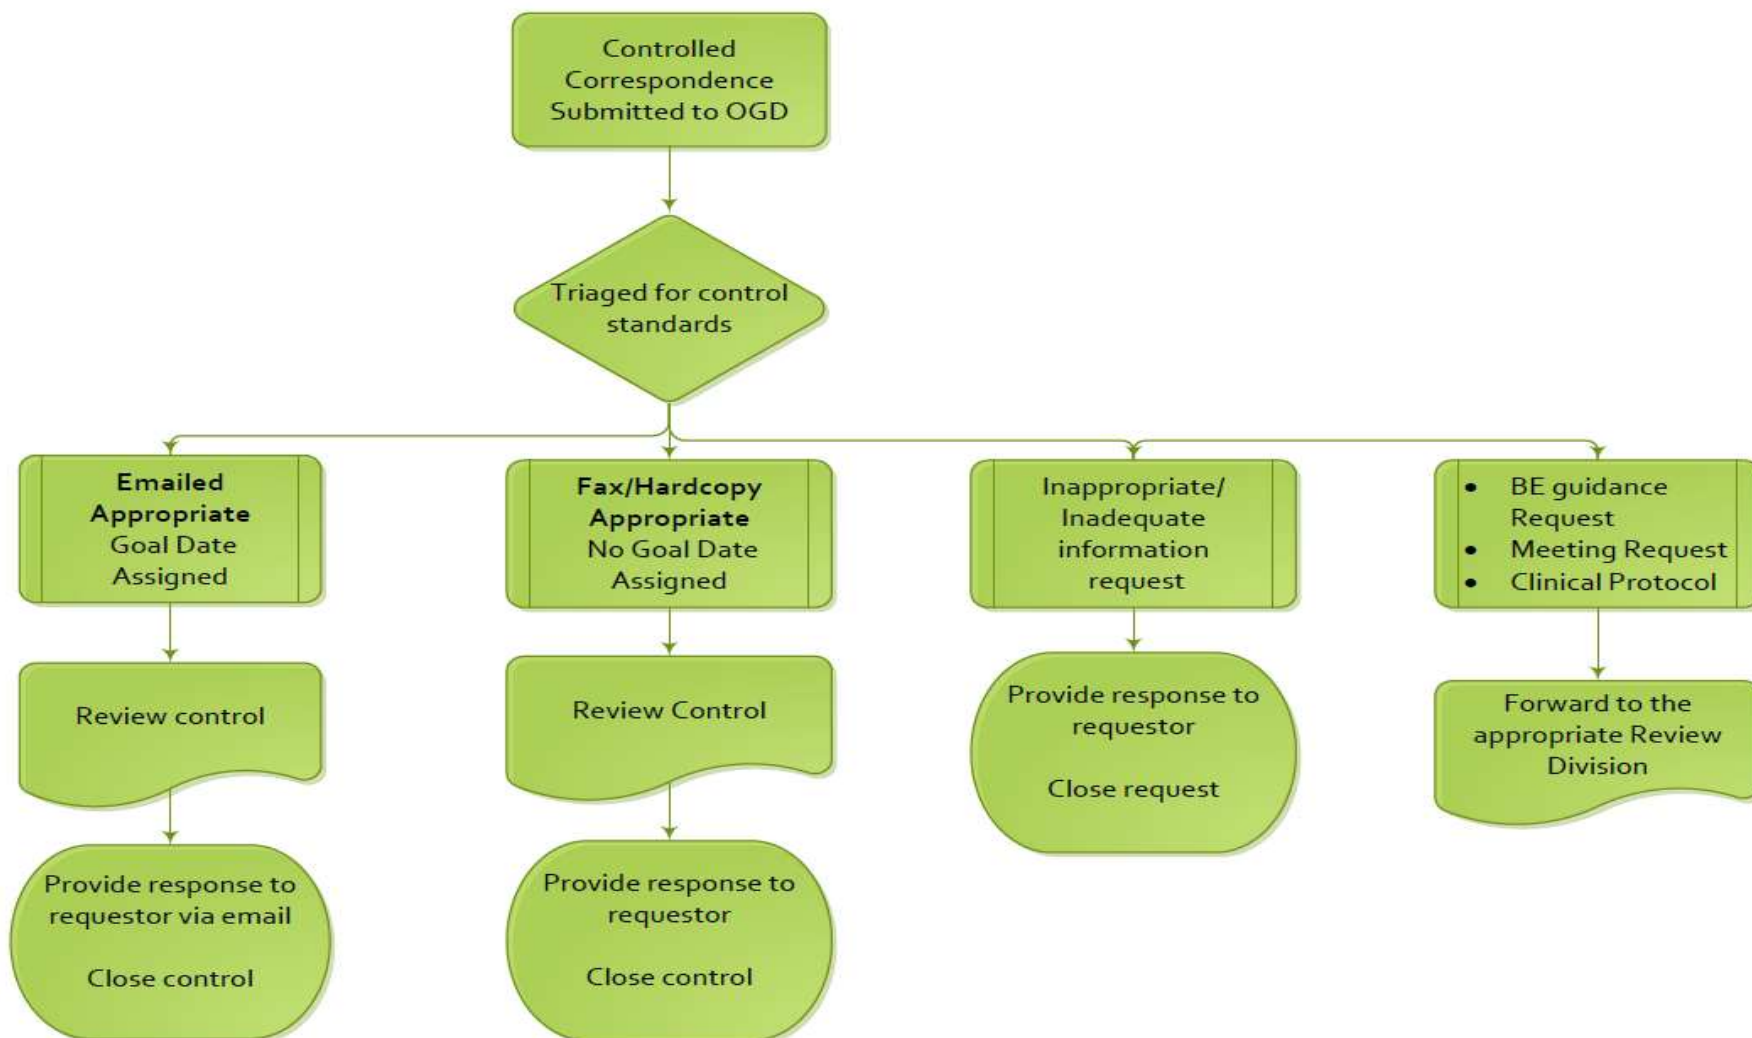 Controlled
Correspondence
Submitted to OGD
Triaged for control
standards
Emailed
Appropriate
Goal Date
Assigned
Fax/Hardcopy
Appropriate
No Goal Date
Assigned
Inappropriate/
Inadequate
information
request
• BE guidance
Request
• Meeting Request
• Clinical Protocol
Review control
Review Control
Provide response to
requestor
Close request
Forward to the
appropriate Review
Division
Provide response to
requestor via email
Close control
Provide response to
requestor
Close control